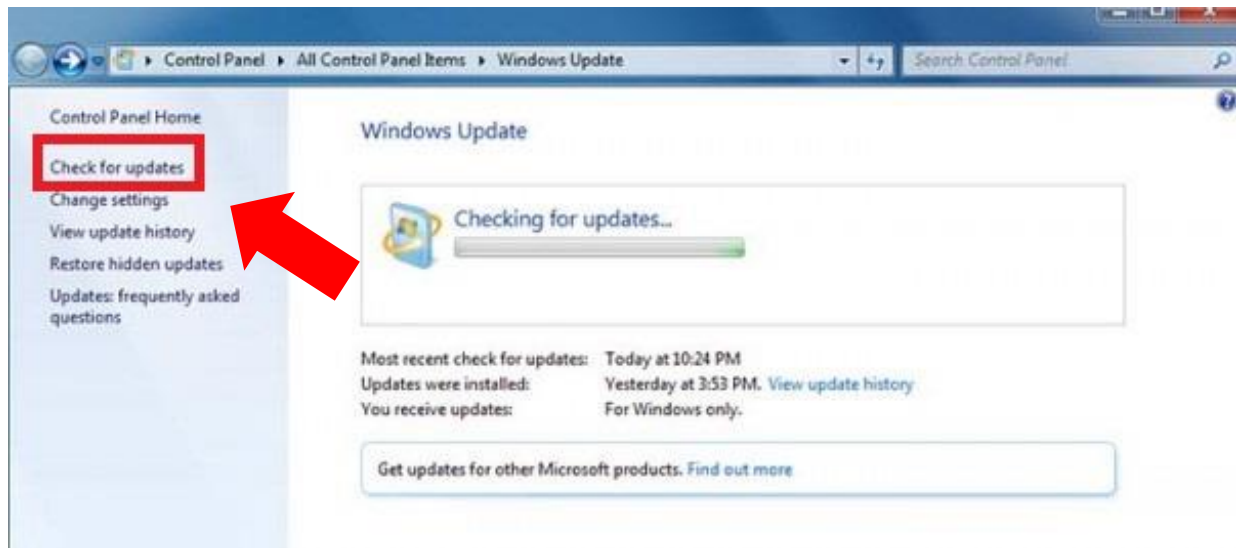 Control Panel ▸ All Control Panel Items ▸ Windows Update
Search Control Panel
Control Panel Home
Check for updates
Change settings
View update history
Restore hidden updates
Updates: frequently asked
questions
Windows Update
Checking for updates...
Most recent check for updates: Today at 10:24 PM
Updates were installed: Yesterday at 3:53 PM. View update history
You receive updates: For Windows only.
Get updates for other Microsoft products. Find out more